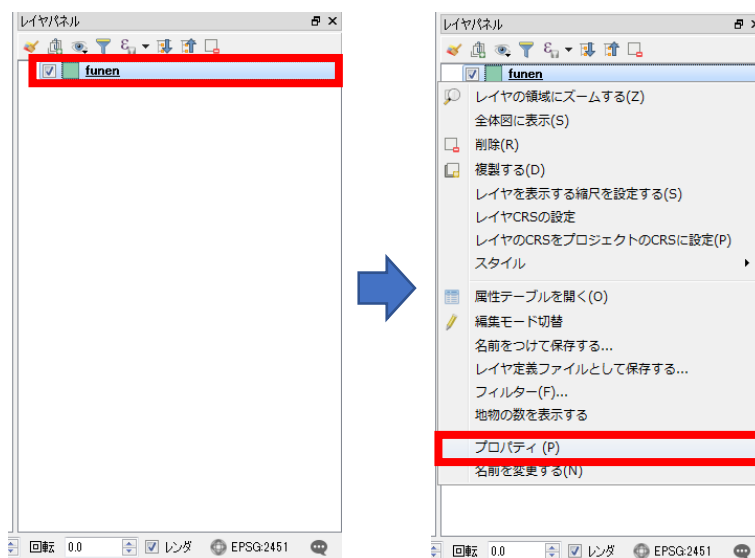 レイヤパネル
funen
回転 0.0 レンダ EPSG:2451
レイヤパネル
funen
レイヤの領域にズームする(Z)
全体図に表示(S)
削除(R)
複製する(D)
レイヤを表示する縮尺を設定する(S)
レイヤCRSの設定
レイヤのCRSをプロジェクトのCRSに設定(P)
スタイル
属性テーブルを開く(O)
編集モード切替
名前をつけて保存する...
レイヤ定義ファイルとして保存する...
フィルター(F)...
地物の数を表示する
プロパティ (P)
名前を変更する(N)
回転 0.0 レンダ EPSG:2451